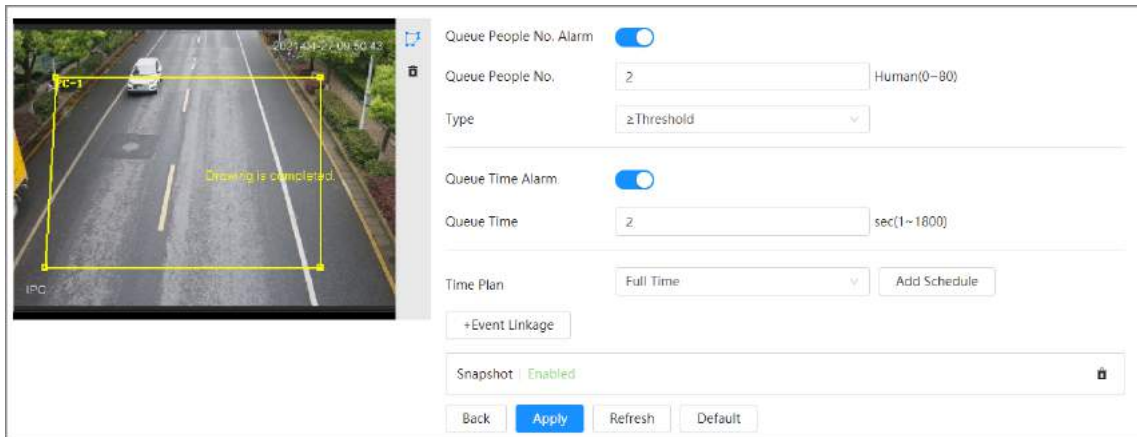 2021-04-27 09:50:43
PC-1
Drawing is completed.
IPC
Queue People No. Alarm
Queue People No. 2 Human(0~80)
Type ≥Threshold
Queue Time Alarm
Queue Time 2 sec(1~1800)
Time Plan Full Time Add Schedule
+Event Linkage
Snapshot Enabled
Back Apply Refresh Default